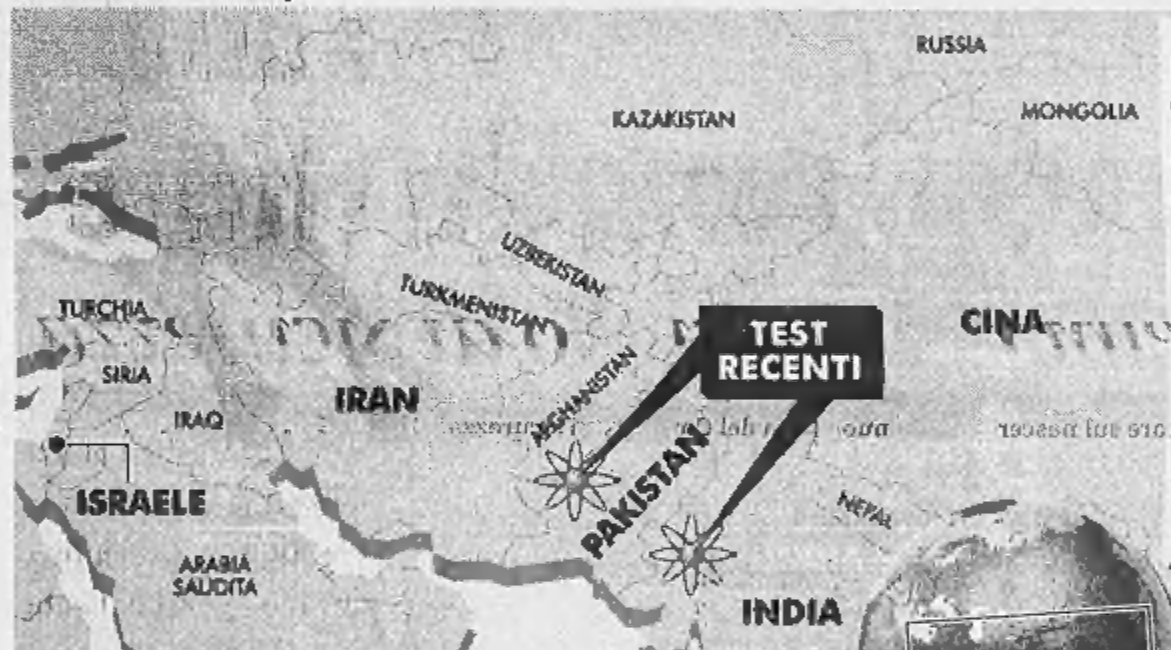 RUSSIA
KAZAKISTAN
MONGOLIA
UZBEKISTAN
TURKMENISTAN
TURCHIA
TEST
RECENTI
CINA
SIRIA
IRAN
AFGHANISTAN
IRAQ
PAKISTAN
ISRAELE
NEPAL
ARABIA
SAUDITA
INDIA